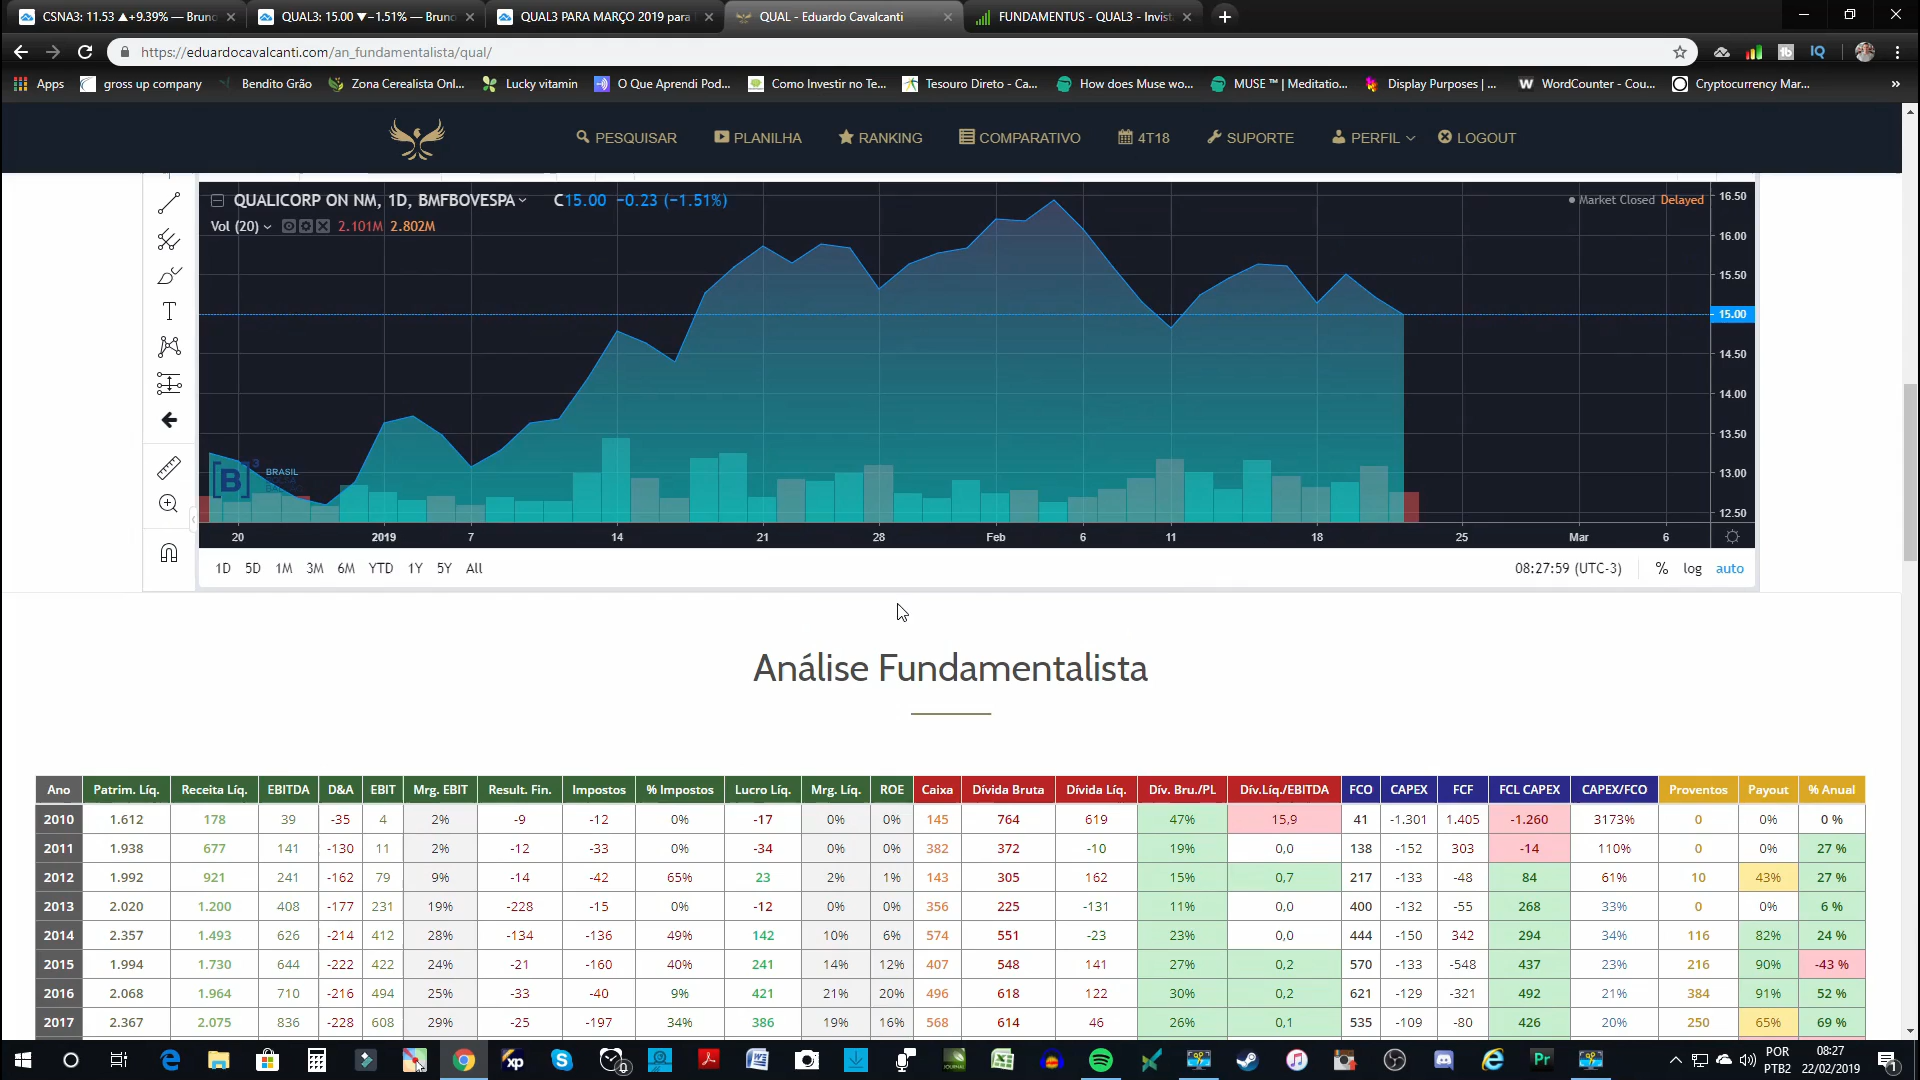 CSNA3: 11.53 ▲+9.39% — Brun
QUAL3: 15.00 ▼−1.51% — Brun
QUAL3 PARA MARÇO 2019 para
QUAL - Eduardo Cavalcanti
FUNDAMENTUS - QUAL3 - Invist
https://eduardocavalcanti.com/an_fundamentalista/qual/
Apps gross up company Bendito Grão Zona Cerealista Onl... Lucky vitamin O Que Aprendi Pod... Como Investir no Te... Tesouro Direto - Ca... How does Muse wo... MUSE ™ | Meditatio... Display Purposes | ... WordCounter - Cou... Cryptocurrency Mar... »
PESQUISAR PLANILHA RANKING COMPARATIVO 4T18 SUPORTE PERFIL LOGOUT
QUALICORP ON NM, 1D, BMFBOVESPA C15.00 −0.23 (−1.51%)
Market Closed Delayed
Vol (20) 2.101M 2.802M
16.50
16.00
15.50
15.00
14.50
14.00
13.50
13.00
12.50
[B]³ BRASIL
20 2019 7 14 21 28 Feb 6 11 18 25 Mar 6
1D 5D 1M 3M 6M YTD 1Y 5Y All
08:27:59 (UTC-3) % log auto
Análise Fundamentalista
Ano Patrim. Líq. Receita Líq. EBITDA D&A EBIT Mrg. EBIT Result. Fin. Impostos % Impostos Lucro Líq. Mrg. Líq. ROE Caixa Dívida Bruta Dívida Líq. Dív. Bru./PL Dív.Líq./EBITDA FCO CAPEX FCF FCL CAPEX CAPEX/FCO Proventos Payout % Anual
2010 1.612 178 39 -35 4 2% -9 -12 0% -17 0% 0% 145 764 619 47% 15,9 41 -1.301 1.405 -1.260 3173% 0 0% 0 %
2011 1.938 677 141 -130 11 2% -12 -33 0% -34 0% 0% 382 372 -10 19% 0,0 138 -152 303 -14 110% 0 0% 27 %
2012 1.992 921 241 -162 79 9% -14 -42 65% 23 2% 1% 143 305 162 15% 0,7 217 -133 -48 84 61% 10 43% 27 %
2013 2.020 1.200 408 -177 231 19% -228 -15 0% -12 0% 0% 356 225 -131 11% 0,0 400 -132 -55 268 33% 0 0% 6 %
2014 2.357 1.493 626 -214 412 28% -134 -136 49% 142 10% 6% 574 551 -23 23% 0,0 444 -150 342 294 34% 116 82% 24 %
2015 1.994 1.730 644 -222 422 24% -21 -160 40% 241 14% 12% 407 548 141 27% 0,2 570 -133 -548 437 23% 216 90% -43 %
2016 2.068 1.964 710 -216 494 25% -33 -40 9% 421 21% 20% 496 618 122 30% 0,2 621 -129 -321 492 21% 384 91% 52 %
2017 2.367 2.075 836 -228 608 29% -25 -197 34% 386 19% 16% 568 614 46 26% 0,1 535 -109 -80 426 20% 250 65% 69 %
POR 08:27
PTB2 22/02/2019